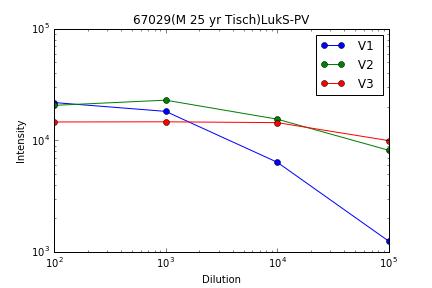 67029(M 25 yr Tisch)LukS-PV
10^5
V1
V2
V3
10^4
Intensity
10^3
10^2 10^3 10^4 10^5
Dilution